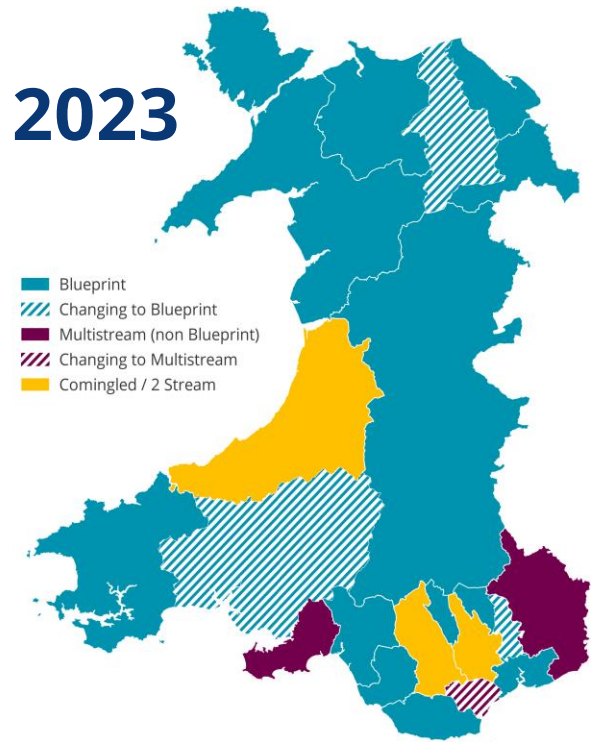 2023
Blueprint
Changing to Blueprint
Multistream (non Blueprint)
Changing to Multistream
Comingled / 2 Stream